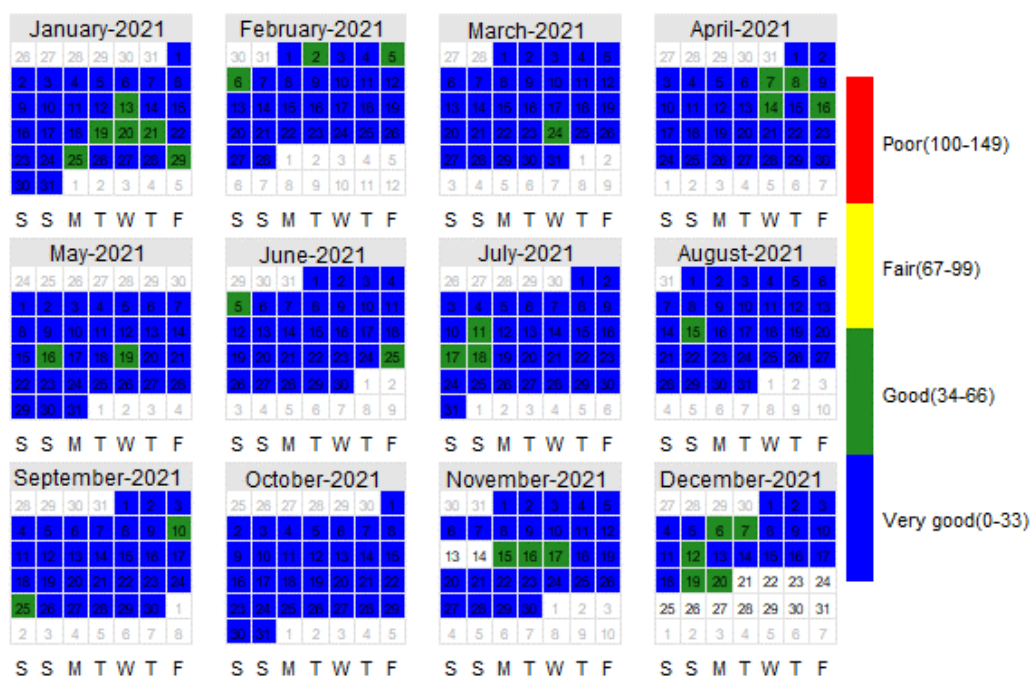 January-2021
26 27 28 29 30 31 1
2 3 4 5 6 7 8
9 10 11 12 13 14 15
16 17 18 19 20 21 22
23 24 25 26 27 28 29
30 31 1 2 3 4 5
S S M T W T F
February-2021
30 31 1 2 3 4 5
6 7 8 9 10 11 12
13 14 15 16 17 18 19
20 21 22 23 24 25 26
27 28 1 2 3 4 5
6 7 8 9 10 11 12
S S M T W T F
March-2021
27 28 1 2 3 4 5
6 7 8 9 10 11 12
13 14 15 16 17 18 19
20 21 22 23 24 25 26
27 28 29 30 31 1 2
3 4 5 6 7 8 9
S S M T W T F
April-2021
27 28 29 30 31 1 2
3 4 5 6 7 8 9
10 11 12 13 14 15 16
17 18 19 20 21 22 23
24 25 26 27 28 29 30
1 2 3 4 5 6 7
S S M T W T F
May-2021
24 25 26 27 28 29 30
1 2 3 4 5 6 7
8 9 10 11 12 13 14
15 16 17 18 19 20 21
22 23 24 25 26 27 28
29 30 31 1 2 3 4
S S M T W T F
June-2021
29 30 31 1 2 3 4
5 6 7 8 9 10 11
12 13 14 15 16 17 18
19 20 21 22 23 24 25
26 27 28 29 30 1 2
3 4 5 6 7 8 9
S S M T W T F
July-2021
26 27 28 29 30 1 2
3 4 5 6 7 8 9
10 11 12 13 14 15 16
17 18 19 20 21 22 23
24 25 26 27 28 29 30
31 1 2 3 4 5 6
S S M T W T F
August-2021
31 1 2 3 4 5 6
7 8 9 10 11 12 13
14 15 16 17 18 19 20
21 22 23 24 25 26 27
28 29 30 31 1 2 3
4 5 6 7 8 9 10
S S M T W T F
September-2021
28 29 30 31 1 2 3
4 5 6 7 8 9 10
11 12 13 14 15 16 17
18 19 20 21 22 23 24
25 26 27 28 29 30 1
2 3 4 5 6 7 8
S S M T W T F
October-2021
25 26 27 28 29 30 1
2 3 4 5 6 7 8
9 10 11 12 13 14 15
16 17 18 19 20 21 22
23 24 25 26 27 28 29
30 31 1 2 3 4 5
S S M T W T F
November-2021
30 31 1 2 3 4 5
6 7 8 9 10 11 12
13 14 15 16 17 18 19
20 21 22 23 24 25 26
27 28 29 30 1 2 3
4 5 6 7 8 9 10
S S M T W T F
December-2021
27 28 29 30 1 2 3
4 5 6 7 8 9 10
11 12 13 14 15 16 17
18 19 20 21 22 23 24
25 26 27 28 29 30 31
1 2 3 4 5 6 7
S S M T W T F
Poor(100-149)
Fair(67-99)
Good(34-66)
Very good(0-33)